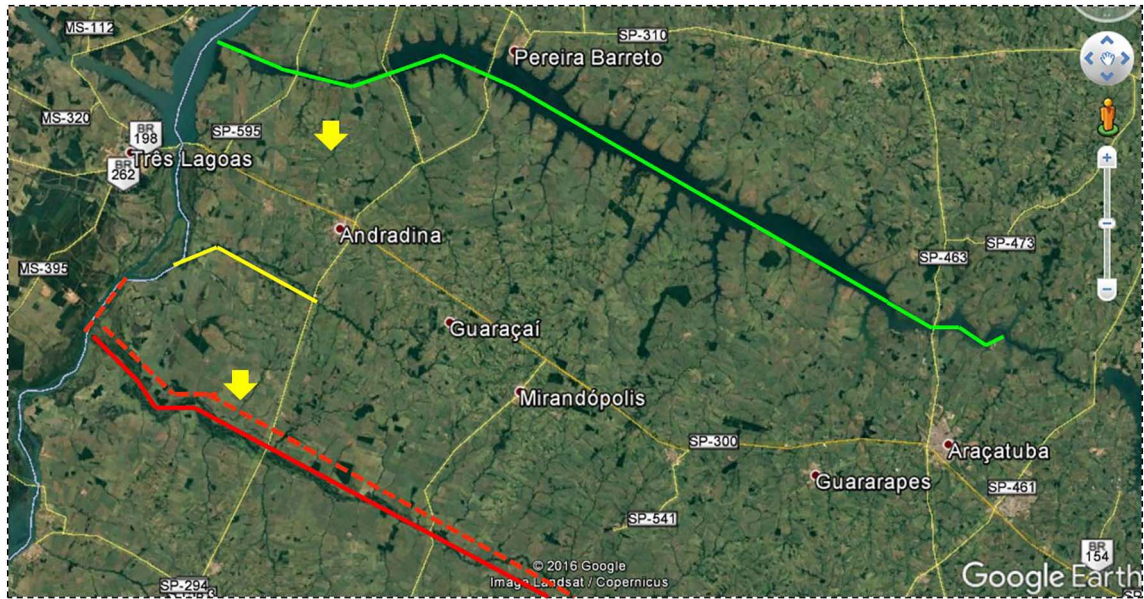 MS-112
SP-310
Pereira Barreto
MS-320
BR
198
SP-595
Três Lagoas
BR
262
Andradina
SP-473
SP-463
MS-395
Guaraçaí
Mirandópolis
SP-300
Araçatuba
Guararapes
SP-461
SP-541
BR
154
© 2016 Google
Image Landsat / Copernicus
Google Earth
SP-294